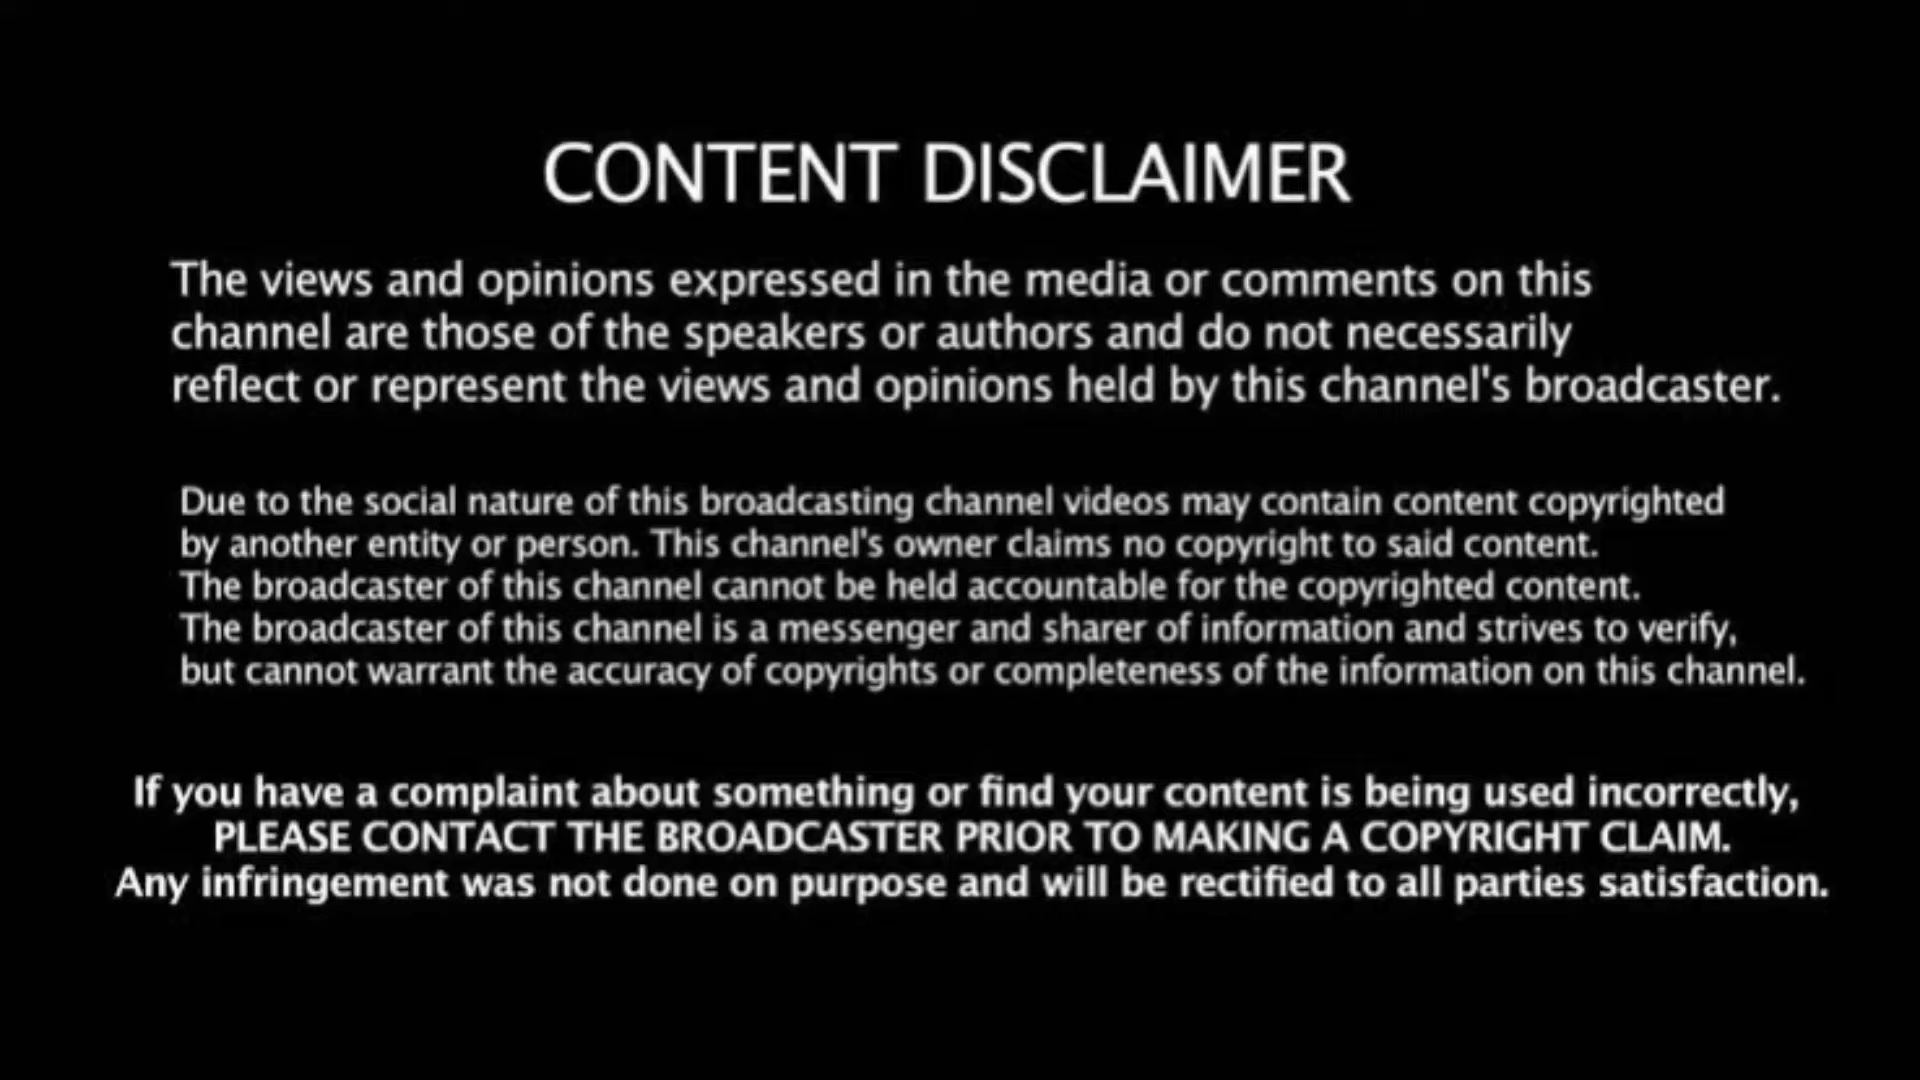 CONTENT DISCLAIMER
The views and opinions expressed in the media or comments on this
channel are those of the speakers or authors and do not necessarily
reflect or represent the views and opinions held by this channel's broadcaster.
Due to the social nature of this broadcasting channel videos may contain content copyrighted
by another entity or person. This channel's owner claims no copyright to said content.
The broadcaster of this channel cannot be held accountable for the copyrighted content.
The broadcaster of this channel is a messenger and sharer of information and strives to verify,
but cannot warrant the accuracy of copyrights or completeness of the information on this channel.
If you have a complaint about something or find your content is being used incorrectly,
PLEASE CONTACT THE BROADCASTER PRIOR TO MAKING A COPYRIGHT CLAIM.
Any infringement was not done on purpose and will be rectified to all parties satisfaction.